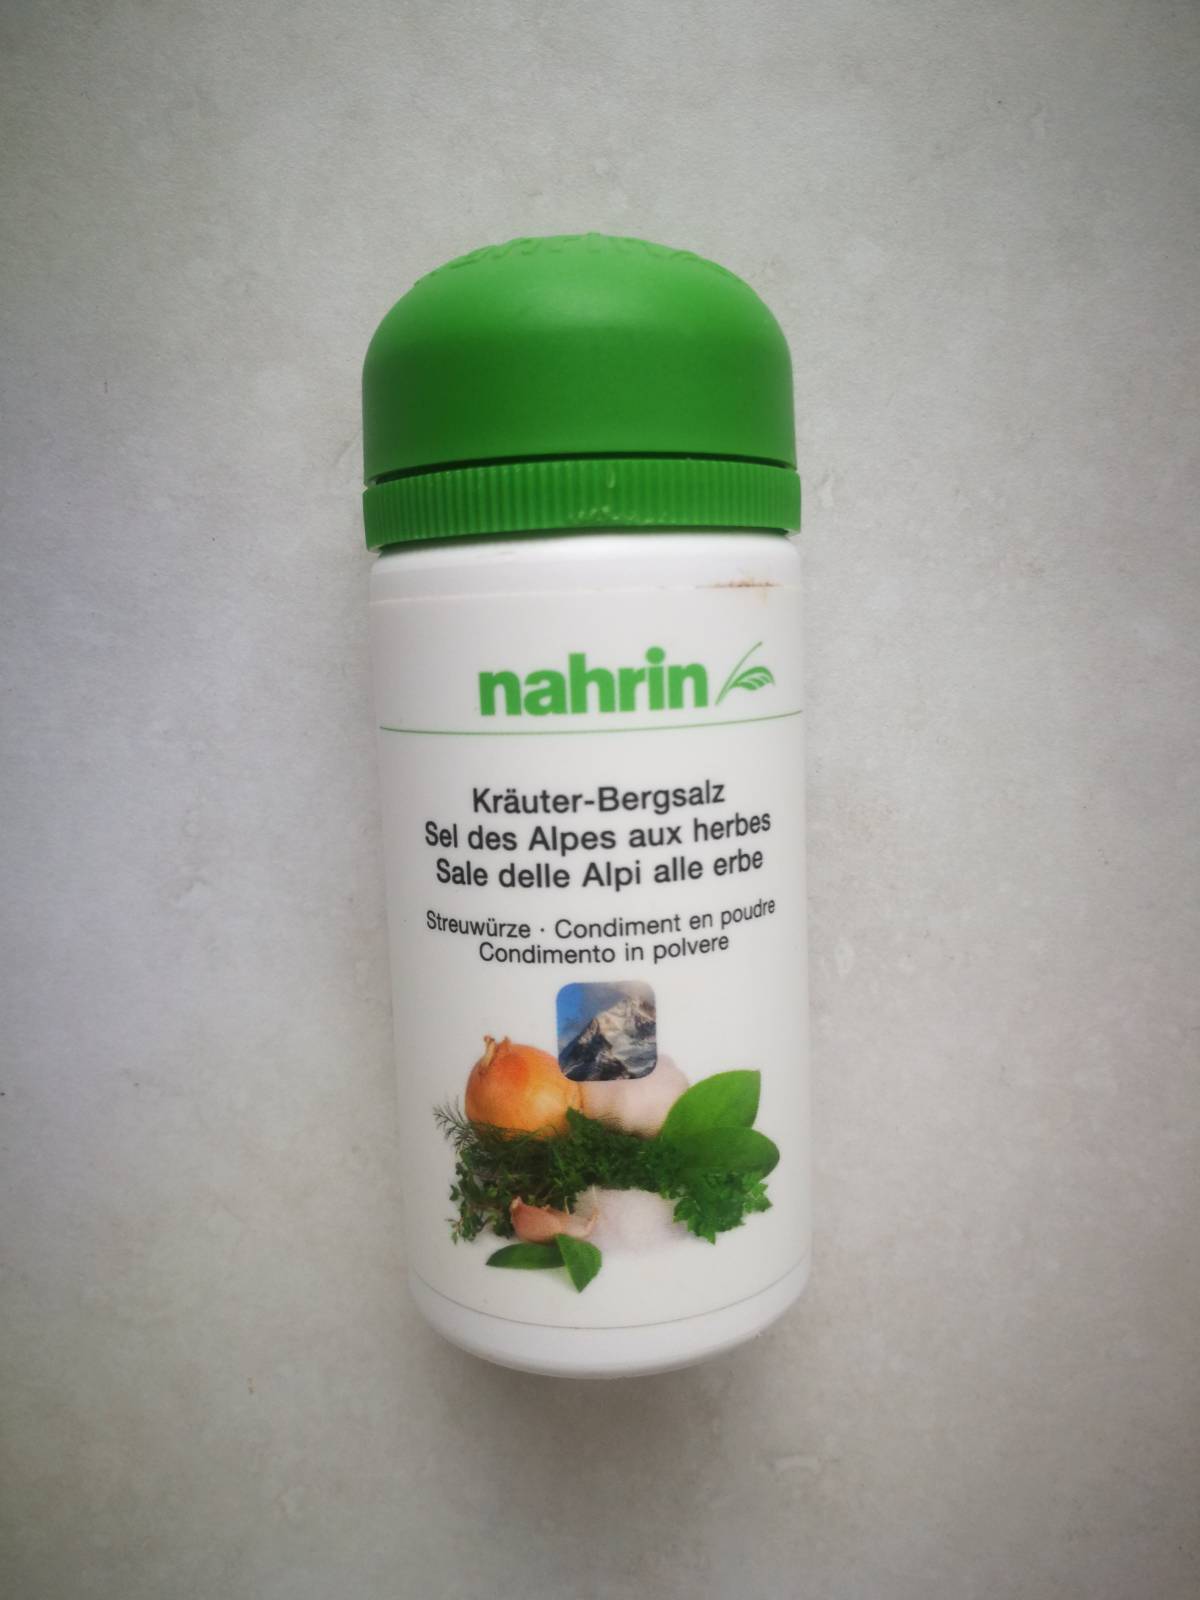 nahrin
Kräuter-Bergsalz
Sel des Alpes aux herbes
Sale delle Alpi alle erbe
Streuwürze · Condiment en poudre
Condimento in polvere